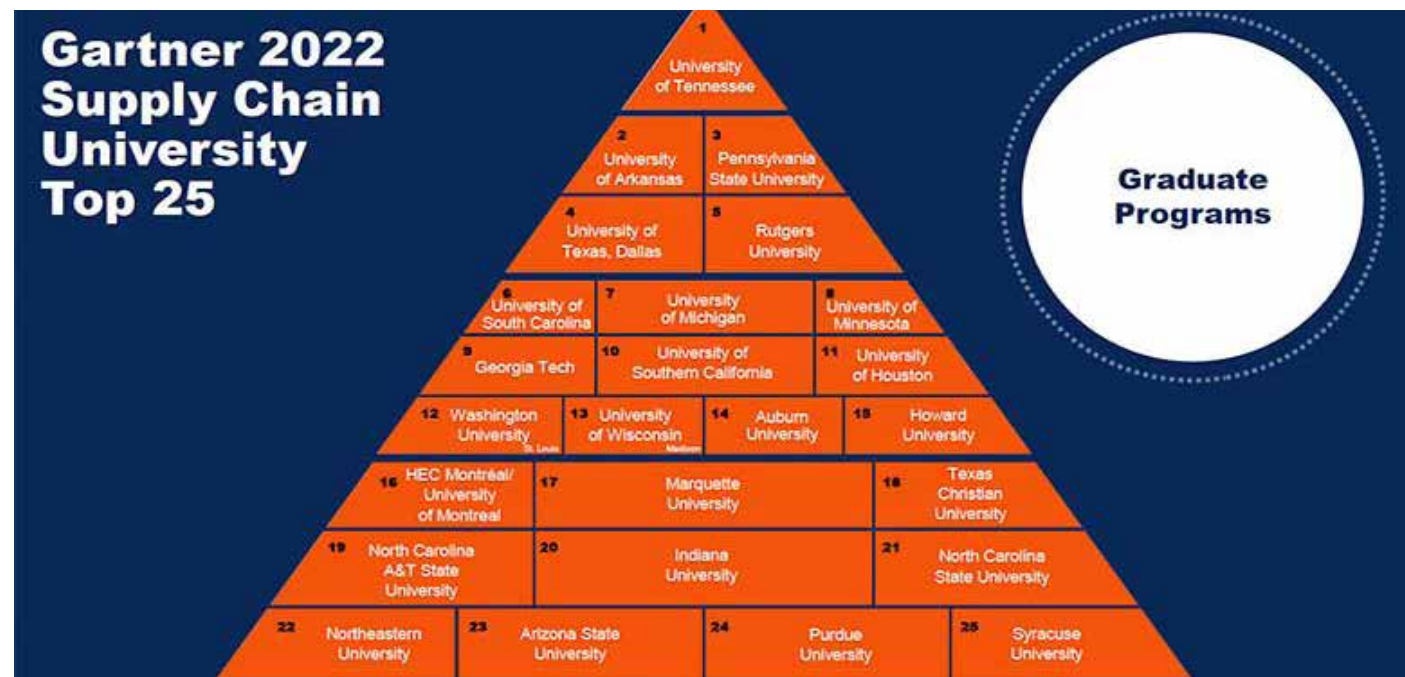 Gartner 2022
Supply Chain
University
Top 25
Graduate
Programs
1
University
of Tennessee
2
University
of Arkansas
3
Pennsylvania
State University
4
University of
Texas, Dallas
5
Rutgers
University
6
University of
South Carolina
7
University
of Michigan
8
University of
Minnesota
9
Georgia Tech
10
University of
Southern California
11
University
of Houston
12
Washington
University
St. Louis
13
University
of Wisconsin
Madison
14
Auburn
University
15
Howard
University
16
HEC Montréal/
University
of Montreal
17
Marquette
University
18
Texas
Christian
University
19
North Carolina
A&T State
University
20
Indiana
University
21
North Carolina
State University
22
Northeastern
University
23
Arizona State
University
24
Purdue
University
25
Syracuse
University